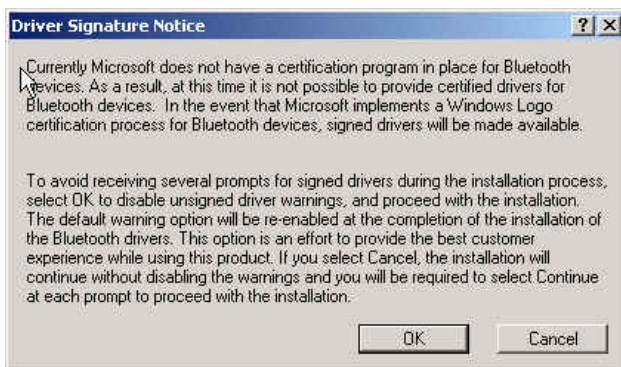 Driver Signature Notice
Currently Microsoft does not have a certification program in place for Bluetooth
devices. As a result, at this time it is not possible to provide certified drivers for
Bluetooth devices. In the event that Microsoft implements a Windows Logo
certification process for Bluetooth devices, signed drivers will be made available.
To avoid receiving several prompts for signed drivers during the installation process,
select OK to disable unsigned driver warnings, and proceed with the installation.
The default warning option will be re-enabled at the completion of the installation of
the Bluetooth drivers. This option is an effort to provide the best customer
experience while using this product. If you select Cancel, the installation will
continue without disabling the warnings and you will be required to select Continue
at each prompt to proceed with the installation.
OK Cancel